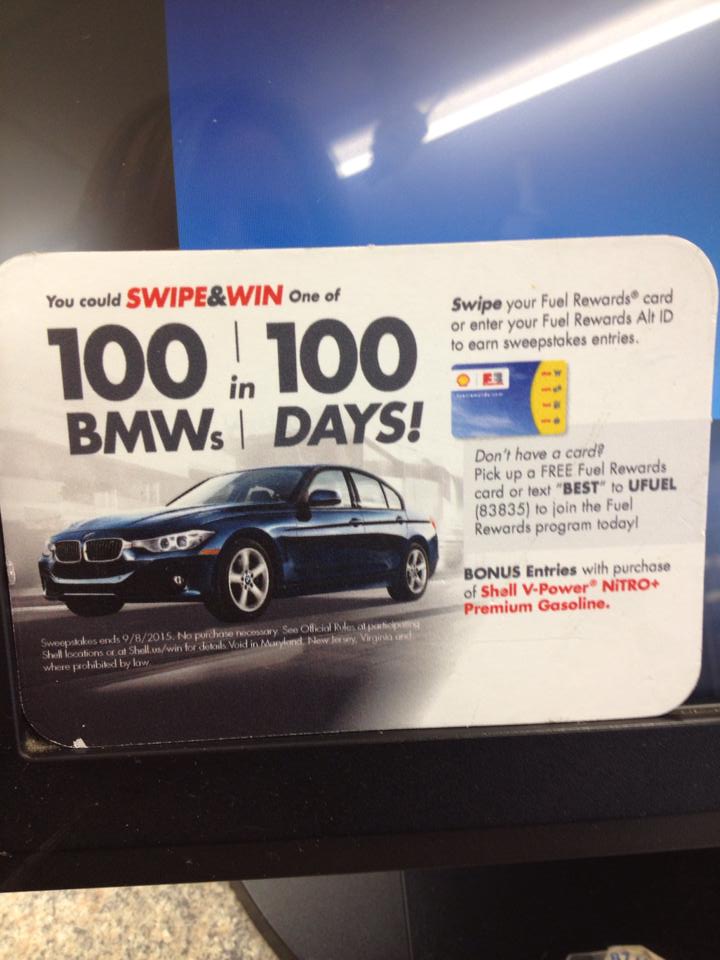 You could SWIPE&WIN One of
100 in 100
BMWs DAYS!
Sweepstakes ends 9/8/2015. No purchase necessary. See Official Rules at participating
Shell locations or at Shell.us/win for details. Void in Maryland, New Jersey, Virginia and
where prohibited by law.
Swipe your Fuel Rewards® card
or enter your Fuel Rewards Alt ID
to earn sweepstakes entries.
Don't have a card?
Pick up a FREE Fuel Rewards
card or text "BEST" to UFUEL
(83835) to join the Fuel
Rewards program today!
BONUS Entries with purchase
of Shell V-Power® NiTRO+
Premium Gasoline.